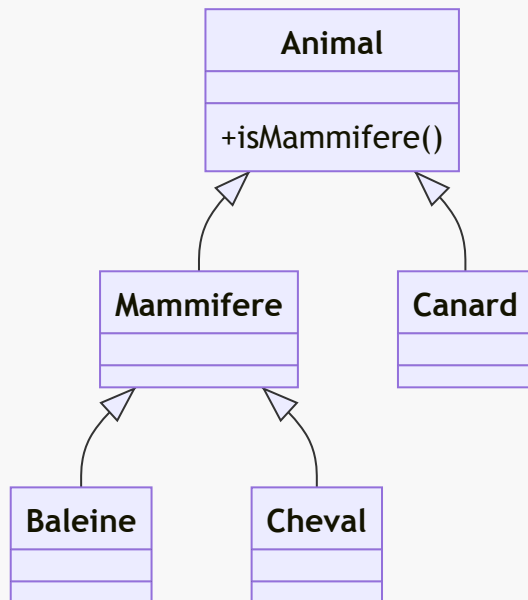 Animal
+isMammifere()
Mammifere
Canard
Baleine
Cheval